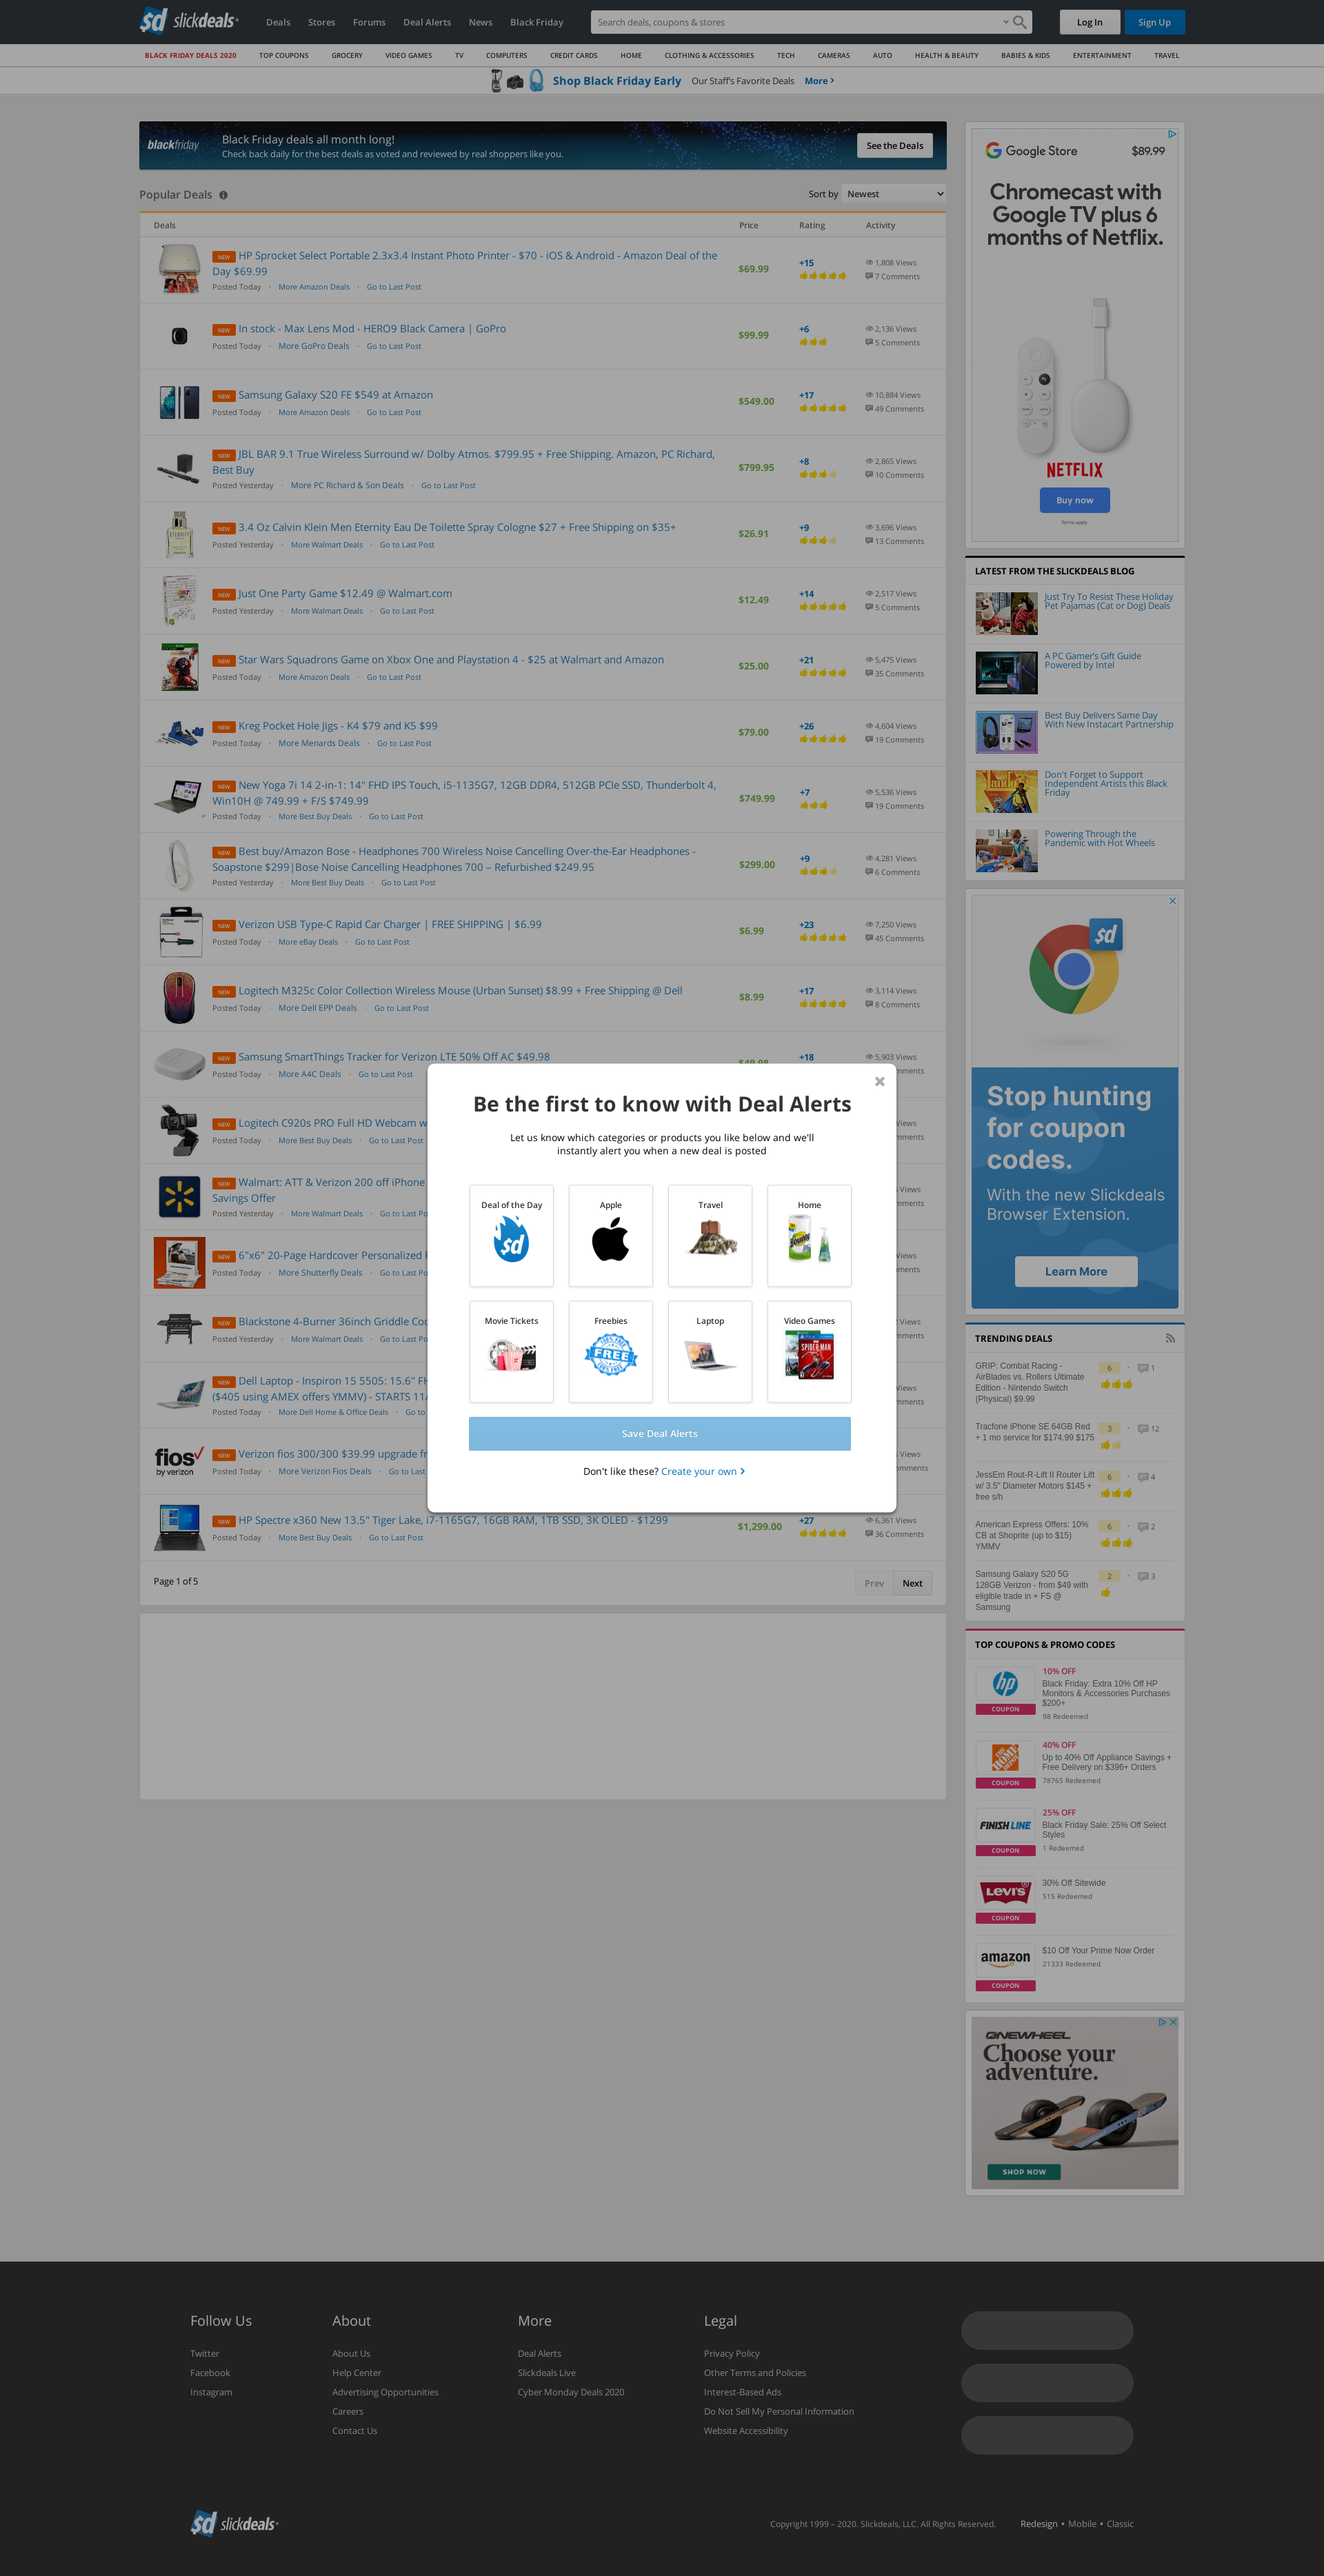 slickdeals
Deals
Stores
Forums
Deal Alerts
News
Black Friday
Search deals, coupons & stores
Log In
Sign Up
BLACK FRIDAY DEALS 2020
TOP COUPONS
GROCERY
VIDEO GAMES
TV
COMPUTERS
CREDIT CARDS
HOME
CLOTHING & ACCESSORIES
TECH
CAMERAS
AUTO
HEALTH & BEAUTY
BABIES & KIDS
ENTERTAINMENT
TRAVEL
Shop Black Friday Early
Our Staff's Favorite Deals
More
blackfriday
Black Friday deals all month long!
Check back daily for the best deals as voted and reviewed by real shoppers like you.
See the Deals
Popular Deals
Sort by Newest
Deals
Price
Rating
Activity
NEW HP Sprocket Select Portable 2.3x3.4 Instant Photo Printer - $70 - iOS & Android - Amazon Deal of the
Day $69.99
Posted Today · More Amazon Deals · Go to Last Post
$69.99
+15
1,808 Views
7 Comments
NEW In stock - Max Lens Mod - HERO9 Black Camera | GoPro
Posted Today · More GoPro Deals · Go to Last Post
$99.99
+6
2,136 Views
5 Comments
NEW Samsung Galaxy S20 FE $549 at Amazon
Posted Today · More Amazon Deals · Go to Last Post
$549.00
+17
10,884 Views
49 Comments
NEW JBL BAR 9.1 True Wireless Surround w/ Dolby Atmos. $799.95 + Free Shipping. Amazon, PC Richard,
Best Buy
Posted Yesterday · More PC Richard & Son Deals · Go to Last Post
$799.95
+8
2,865 Views
10 Comments
NEW 3.4 Oz Calvin Klein Men Eternity Eau De Toilette Spray Cologne $27 + Free Shipping on $35+
Posted Yesterday · More Walmart Deals · Go to Last Post
$26.91
+9
3,696 Views
13 Comments
NEW Just One Party Game $12.49 @ Walmart.com
Posted Yesterday · More Walmart Deals · Go to Last Post
$12.49
+14
2,517 Views
5 Comments
NEW Star Wars Squadrons Game on Xbox One and Playstation 4 - $25 at Walmart and Amazon
Posted Today · More Amazon Deals · Go to Last Post
$25.00
+21
5,475 Views
35 Comments
NEW Kreg Pocket Hole Jigs - K4 $79 and K5 $99
Posted Today · More Menards Deals · Go to Last Post
$79.00
+26
4,604 Views
19 Comments
NEW New Yoga 7i 14 2-in-1: 14" FHD IPS Touch, i5-1135G7, 12GB DDR4, 512GB PCIe SSD, Thunderbolt 4,
Win10H @ 749.99 + F/S $749.99
Posted Today · More Best Buy Deals · Go to Last Post
$749.99
+7
5,536 Views
19 Comments
NEW Best buy/Amazon Bose - Headphones 700 Wireless Noise Cancelling Over-the-Ear Headphones -
Soapstone $299|Bose Noise Cancelling Headphones 700 – Refurbished $249.95
Posted Yesterday · More Best Buy Deals · Go to Last Post
$299.00
+9
4,281 Views
6 Comments
NEW Verizon USB Type-C Rapid Car Charger | FREE SHIPPING | $6.99
Posted Today · More eBay Deals · Go to Last Post
$6.99
+23
7,250 Views
45 Comments
NEW Logitech M325c Color Collection Wireless Mouse (Urban Sunset) $8.99 + Free Shipping @ Dell
Posted Today · More Dell EPP Deals · Go to Last Post
$8.99
+17
3,114 Views
8 Comments
NEW Samsung SmartThings Tracker for Verizon LTE 50% Off AC $49.98
Posted Today · More A4C Deals · Go to Last Post
$49.98
+18
5,903 Views
NEW Logitech C920s PRO Full HD Webcam
Posted Today · More Best Buy Deals · Go to Last Post
NEW Walmart: ATT & Verizon 200 off iPhone
Savings Offer
Posted Yesterday · More Walmart Deals · Go to Last
NEW 6"x6" 20-Page Hardcover Personalized
Posted Today · More Shutterfly Deals · Go to Last
NEW Blackstone 4-Burner 36inch Griddle
Posted Yesterday · More Walmart Deals · Go to Last
NEW Dell Laptop - Inspiron 15 5505: 15.6"
($405 using AMEX offers YMMV) - STARTS
Posted Today · More Dell Home & Office Deals · Go to
fios by verizon
NEW Verizon fios 300/300 $39.99 upgrade
Posted Today · More Verizon Fios Deals · Go to Last
NEW HP Spectre x360 New 13.5" Tiger Lake, i7-1165G7, 16GB RAM, 1TB SSD, 3K OLED - $1299
Posted Today · More Best Buy Deals · Go to Last Post
$1,299.00
+27
6,361 Views
36 Comments
Page 1 of 5
Prev
Next
Be the first to know with Deal Alerts
Let us know which categories or products you like below and we'll
instantly alert you when a new deal is posted
Deal of the Day
Apple
Travel
Home
Movie Tickets
Freebies
FREE
Laptop
Video Games
Save Deal Alerts
Don't like these? Create your own
Google Store
$89.99
Chromecast with
Google TV plus 6
months of Netflix.
NETFLIX
Buy now
Terms apply.
LATEST FROM THE SLICKDEALS BLOG
Just Try To Resist These Holiday
Pet Pajamas (Cat or Dog) Deals
A PC Gamer's Gift Guide
Powered by Intel
Best Buy Delivers Same Day
With New Instacart Partnership
Don't Forget to Support
Independent Artists this Black
Friday
Powering Through the
Pandemic with Hot Wheels
sd
Stop hunting
for coupon
codes.
With the new Slickdeals
Browser Extension.
Learn More
TRENDING DEALS
GRIP: Combat Racing -
AirBlades vs. Rollers Ultimate
Edition - Nintendo Switch
(Physical) $9.99
6
1
Tracfone iPhone SE 64GB Red
+ 1 mo service for $174.99 $175
3
12
JessEm Rout-R-Lift II Router Lift
w/ 3.5" Diameter Motors $145 +
free s/h
6
4
American Express Offers: 10%
CB at Shoprite (up to $15)
YMMV
6
2
Samsung Galaxy S20 5G
128GB Verizon - from $49 with
eligible trade in + FS @
Samsung
2
3
TOP COUPONS & PROMO CODES
hp
COUPON
10% OFF
Black Friday: Extra 10% Off HP
Monitors & Accessories Purchases
$200+
98 Redeemed
COUPON
40% OFF
Up to 40% Off Appliance Savings +
Free Delivery on $396+ Orders
78765 Redeemed
FINISH LINE
COUPON
25% OFF
Black Friday Sale: 25% Off Select
Styles
1 Redeemed
LEVI'S
COUPON
30% Off Sitewide
515 Redeemed
amazon
COUPON
$10 Off Your Prime Now Order
21333 Redeemed
ONEWHEEL
Choose your
adventure.
SHOP NOW
Follow Us
Twitter
Facebook
Instagram
About
About Us
Help Center
Advertising Opportunities
Careers
Contact Us
More
Deal Alerts
Slickdeals Live
Cyber Monday Deals 2020
Legal
Privacy Policy
Other Terms and Policies
Interest-Based Ads
Do Not Sell My Personal Information
Website Accessibility
slickdeals
Copyright 1999 – 2020. Slickdeals, LLC. All Rights Reserved.
Redesign • Mobile • Classic